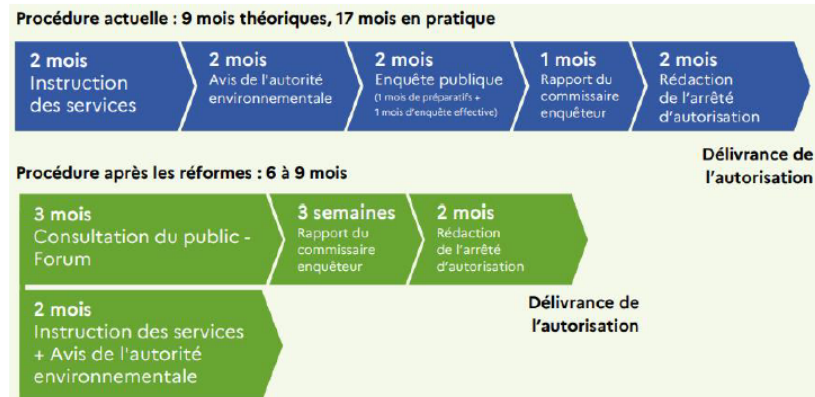 Procédure actuelle : 9 mois théoriques, 17 mois en pratique
2 mois
Instruction
des services
2 mois
Avis de l'autorité
environnementale
2 mois
Enquête publique
(1 mois de préparatifs +
1 mois d'enquête effective)
1 mois
Rapport du
commissaire
enquêteur
2 mois
Rédaction
de l'arrêté
d'autorisation
Délivrance de
l'autorisation
Procédure après les réformes : 6 à 9 mois
3 mois
Consultation du public -
Forum
3 semaines
Rapport du
commissaire
enquêteur
2 mois
Rédaction
de l'arrêté
d'autorisation
Délivrance de
l'autorisation
2 mois
Instruction des services
+ Avis de l'autorité
environnementale